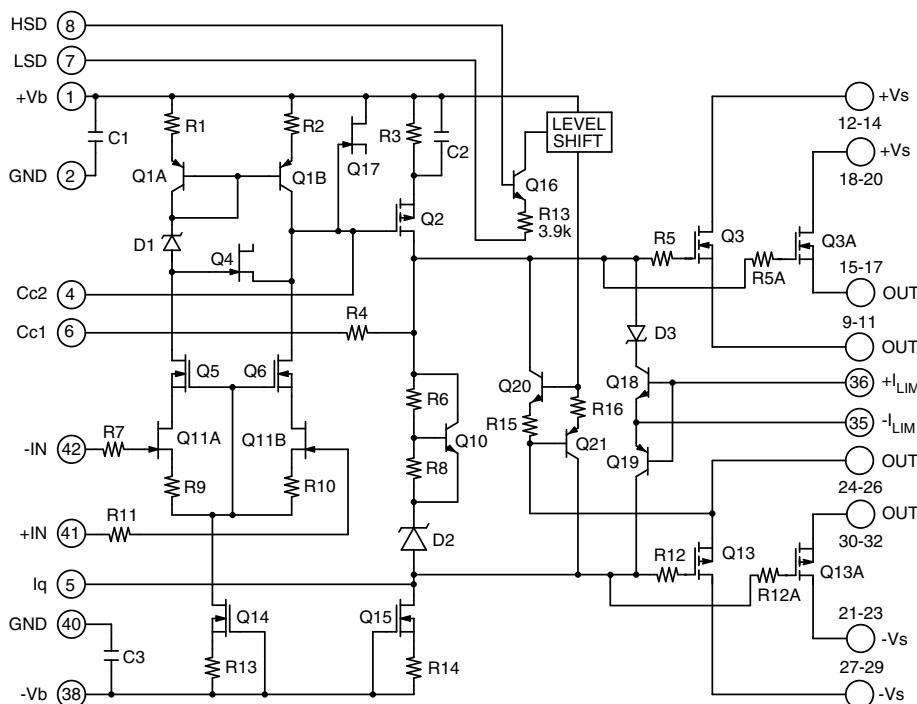 HSD 8
LSD 7
+Vb 1
+Vs
12-14
R1
R2
R3
C2
LEVEL
SHIFT
C1
GND 2
Q1A
Q1B
Q17
Q16
+Vs
18-20
Q2
R13
3.9k
D1
Q4
R5
Q3
R5A
Q3A
15-17
OUT
Cc2 4
Cc1 6
R4
9-11
OUT
D3
Q5
Q6
Q20
Q18
36 +ILIM
R6
R15
R16
35 -ILIM
-IN 42
R7
Q11A
Q11B
Q10
Q21
Q19
R8
OUT
24-26
R9
R10
+IN 41
R11
OUT
30-32
D2
R12
Q13
Q13A
Iq 5
R12A
GND 40
Q14
Q15
21-23
-Vs
C3
R13
R14
27-29
-Vb 38
-Vs